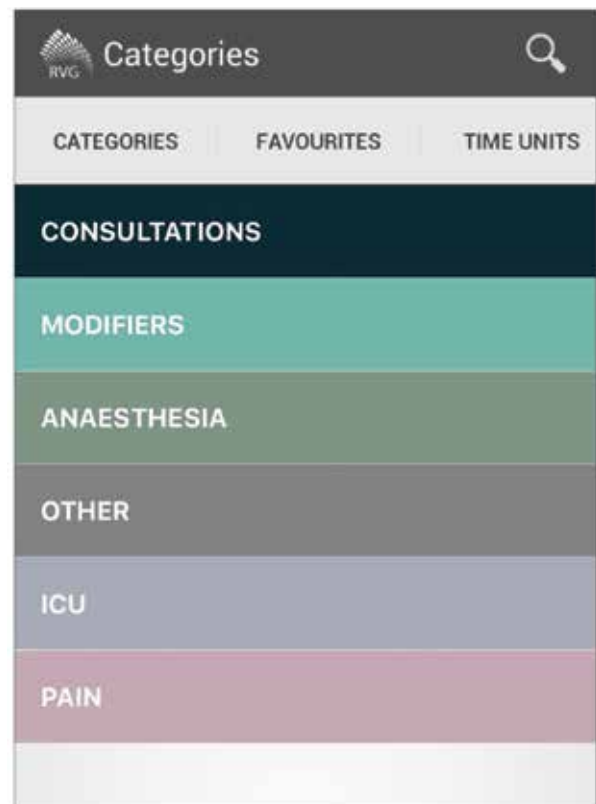 RVG Categories
CATEGORIES FAVOURITES TIME UNITS
CONSULTATIONS
MODIFIERS
ANAESTHESIA
OTHER
ICU
PAIN